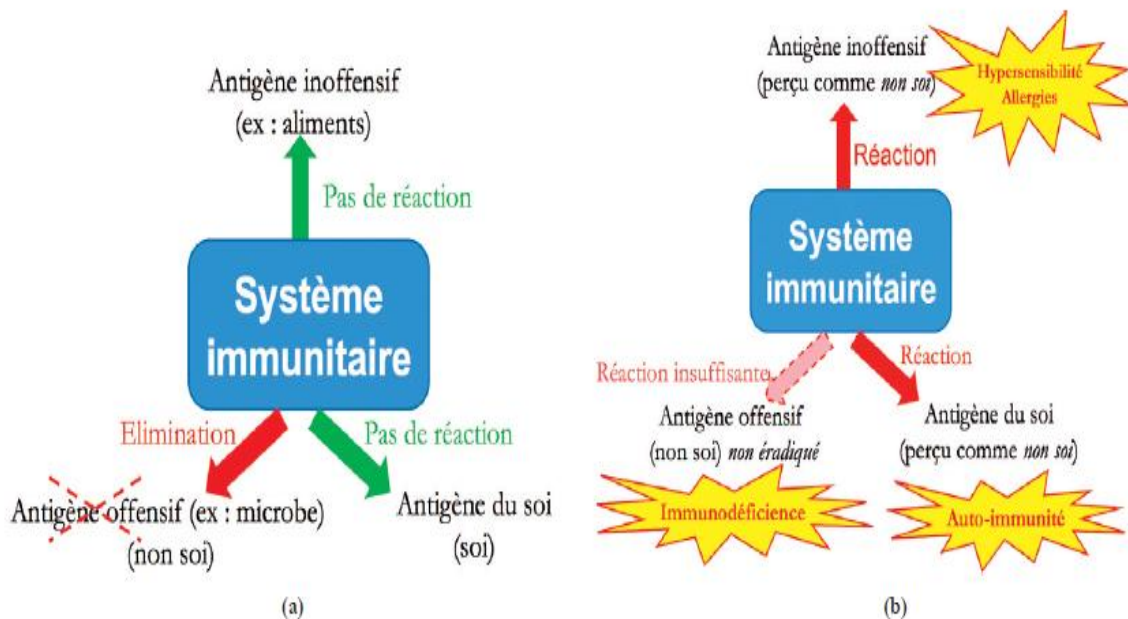 Antigène inoffensif
(ex : aliments)
Pas de réaction
Système
immunitaire
Elimination
Pas de réaction
Antigène offensif (ex : microbe)
(non soi)
Antigène du soi
(soi)
(a)
Antigène inoffensif
(perçu comme non soi)
Hypersensibilité
Allergies
Réaction
Système
immunitaire
Réaction insuffisante
Réaction
Antigène offensif
(non soi) non éradiqué
Antigène du soi
(perçu comme non soi)
Immunodéficience
Auto-immunité
(b)